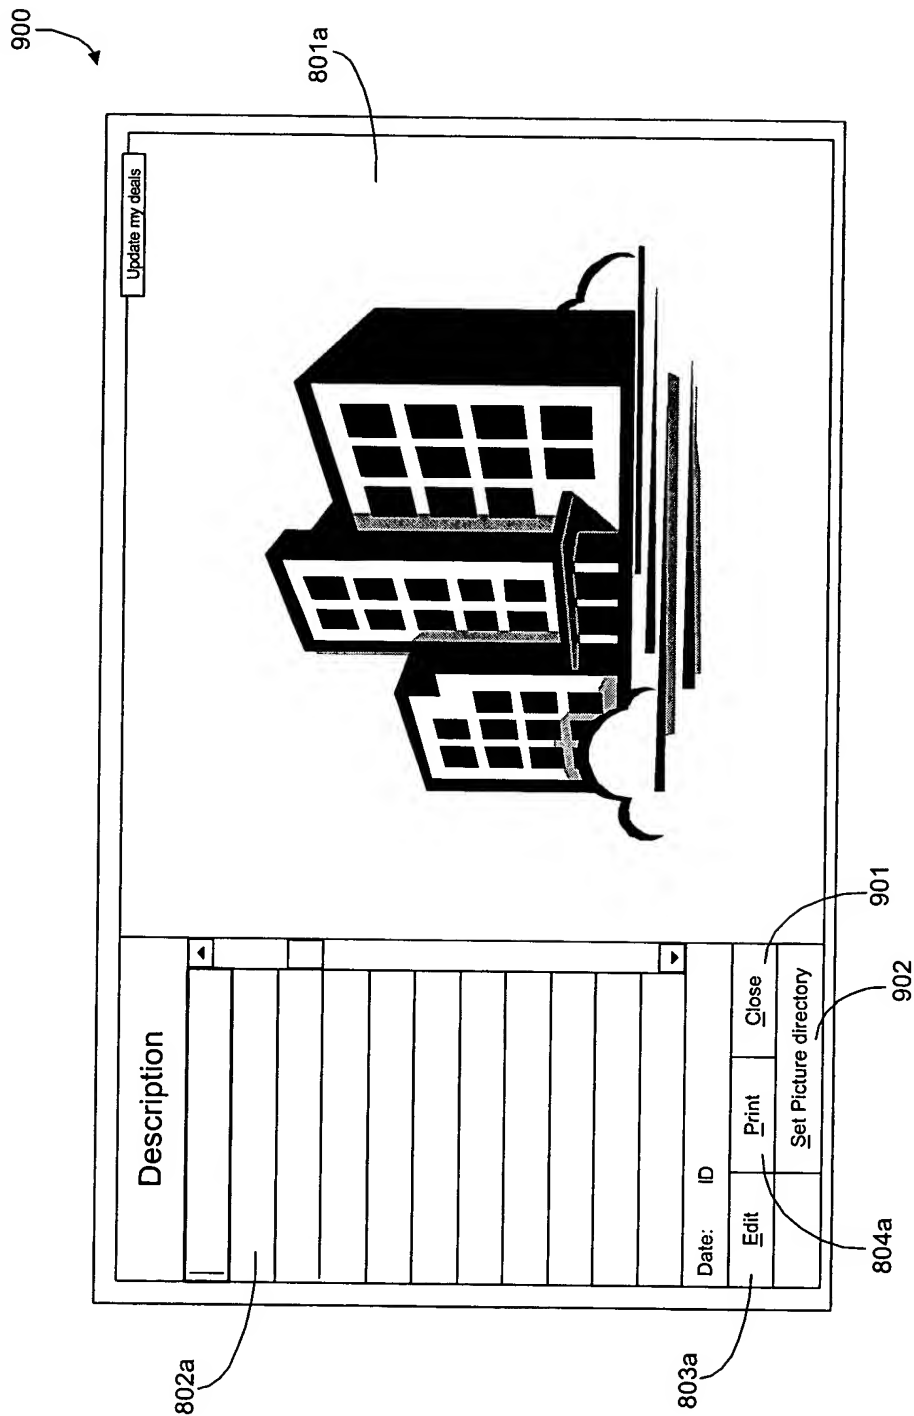 900
801a
Update my deals
Description
802a
Date: ID
Edit Print Close
Set Picture directory
803a
804a
901
902